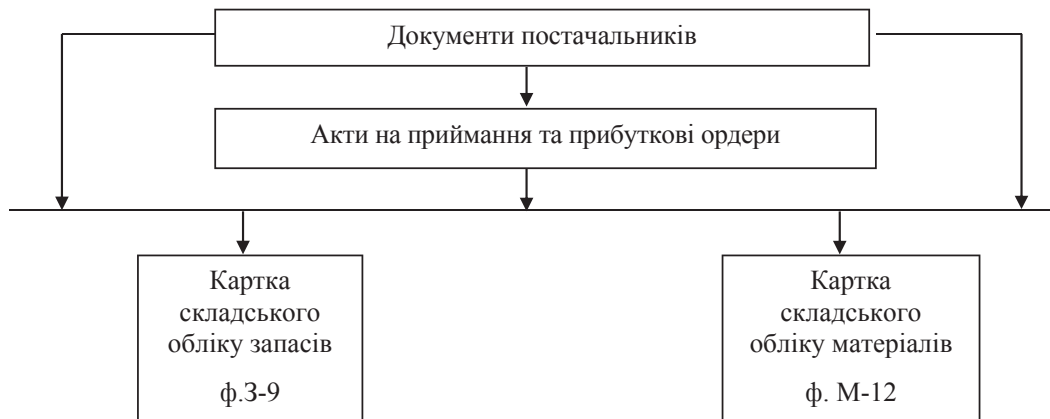 Документи постачальників
Акти на приймання та прибуткові ордери
Картка
складського
обліку запасів
ф.З-9
Картка
складського
обліку матеріалів
ф. М-12